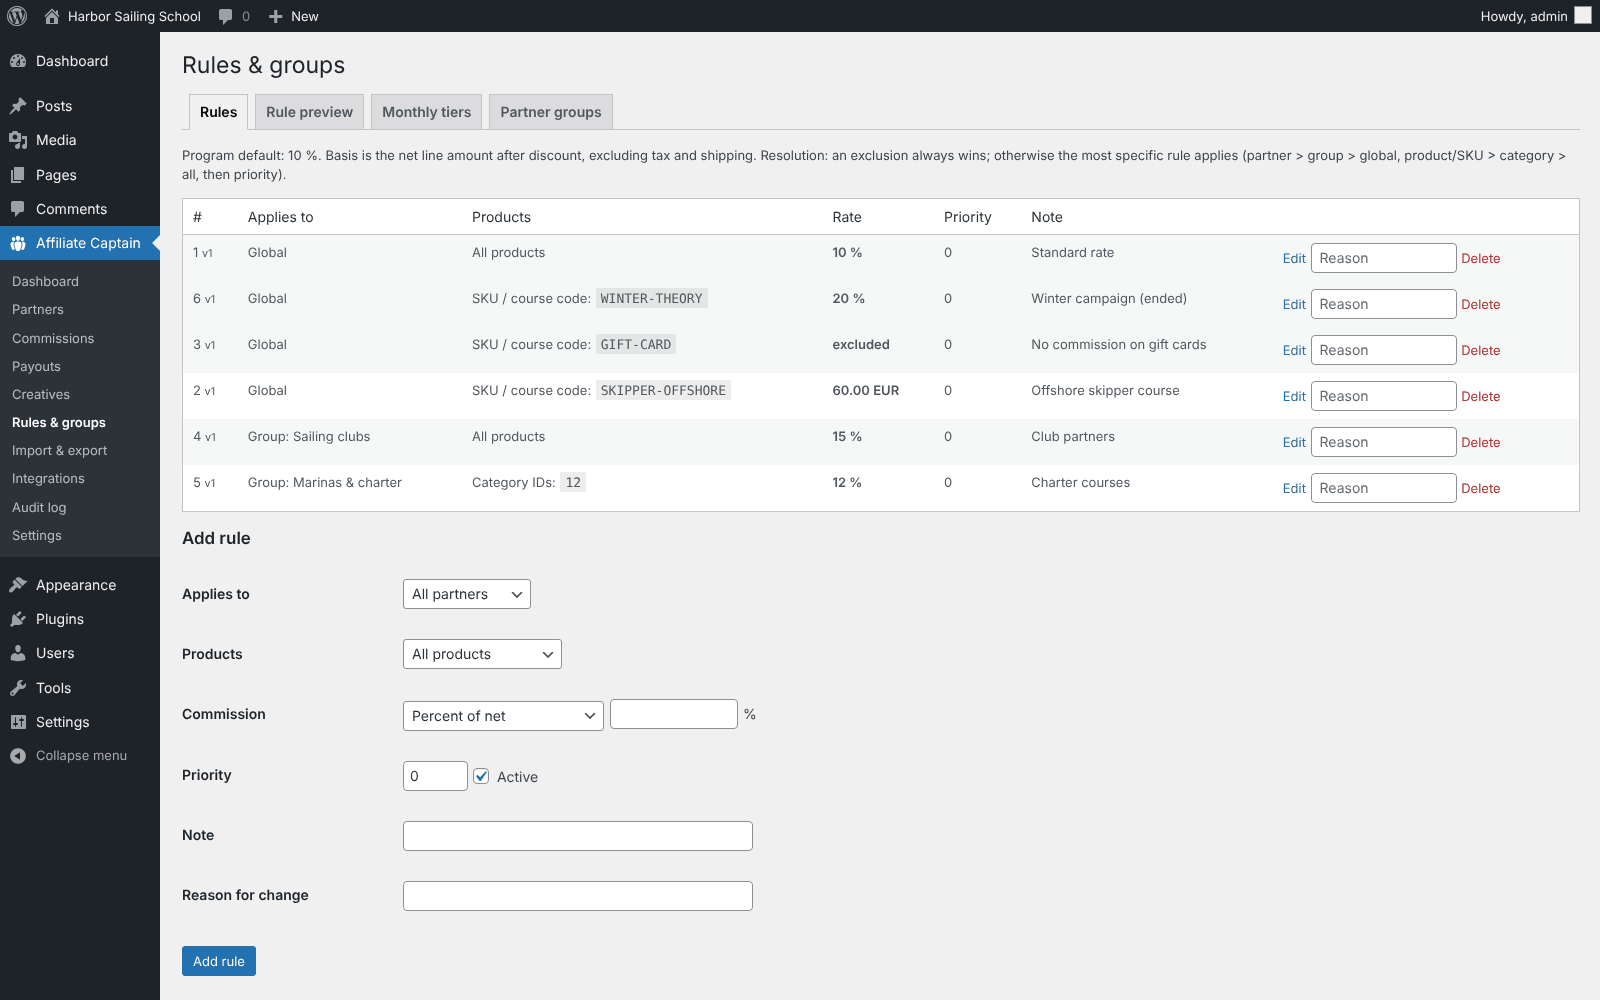 Harbor Sailing School 0 New Howdy, admin
Dashboard
Posts
Media
Pages
Comments
Affiliate Captain
Dashboard
Partners
Commissions
Payouts
Creatives
Rules & groups
Import & export
Integrations
Audit log
Settings
Appearance
Plugins
Users
Tools
Settings
Collapse menu
Rules & groups
Rules Rule preview Monthly tiers Partner groups
Program default: 10 %. Basis is the net line amount after discount, excluding tax and shipping. Resolution: an exclusion always wins; otherwise the most specific rule applies (partner > group > global, product/SKU > category >
all, then priority).
# Applies to Products Rate Priority Note
1 v1 Global All products 10 % 0 Standard rate Edit Reason Delete
6 v1 Global SKU / course code: WINTER-THEORY 20 % 0 Winter campaign (ended) Edit Reason Delete
3 v1 Global SKU / course code: GIFT-CARD excluded 0 No commission on gift cards Edit Reason Delete
2 v1 Global SKU / course code: SKIPPER-OFFSHORE 60.00 EUR 0 Offshore skipper course Edit Reason Delete
4 v1 Group: Sailing clubs All products 15 % 0 Club partners Edit Reason Delete
5 v1 Group: Marinas & charter Category IDs: 12 12 % 0 Charter courses Edit Reason Delete
Add rule
Applies to All partners
Products All products
Commission Percent of net %
Priority 0 Active
Note
Reason for change
Add rule